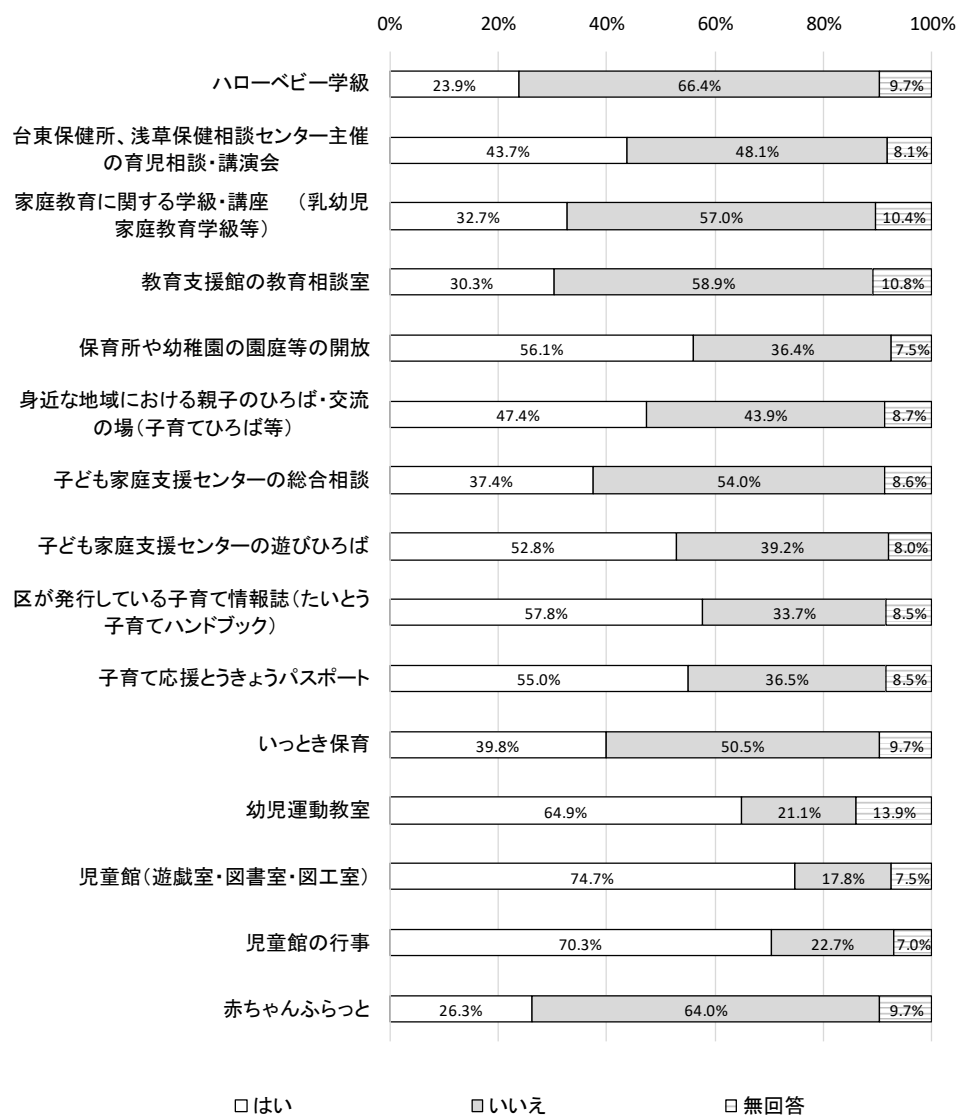 0% 20% 40% 60% 80% 100%
ハローベビー学級 23.9% 66.4% 9.7%
台東保健所、浅草保健相談センター主催
の育児相談・講演会 43.7% 48.1% 8.1%
家庭教育に関する学級・講座 （乳幼児
家庭教育学級等） 32.7% 57.0% 10.4%
教育支援館の教育相談室 30.3% 58.9% 10.8%
保育所や幼稚園の園庭等の開放 56.1% 36.4% 7.5%
身近な地域における親子のひろば・交流
の場（子育てひろば等） 47.4% 43.9% 8.7%
子ども家庭支援センターの総合相談 37.4% 54.0% 8.6%
子ども家庭支援センターの遊びひろば 52.8% 39.2% 8.0%
区が発行している子育て情報誌（たいとう
子育てハンドブック） 57.8% 33.7% 8.5%
子育て応援とうきょうパスポート 55.0% 36.5% 8.5%
いっとき保育 39.8% 50.5% 9.7%
幼児運動教室 64.9% 21.1% 13.9%
児童館（遊戯室・図書室・図工室） 74.7% 17.8% 7.5%
児童館の行事 70.3% 22.7% 7.0%
赤ちゃんふらっと 26.3% 64.0% 9.7%
はい いいえ 無回答